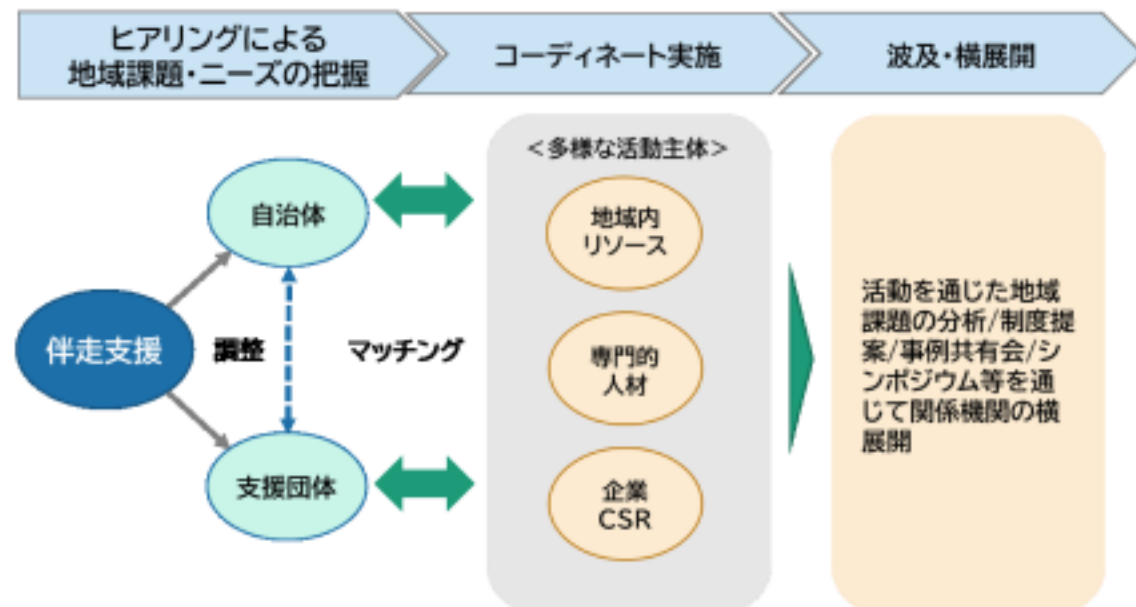 ヒアリングによる
地域課題・ニーズの把握
コーディネート実施
波及・横展開
<多様な活動主体>
自治体
地域内
リソース
伴走支援
調整
マッチング
専門的
人材
支援団体
企業
CSR
活動を通じた地域
課題の分析/制度提
案/事例共有会/シ
ンポジウム等を通
じて関係機関の横
展開